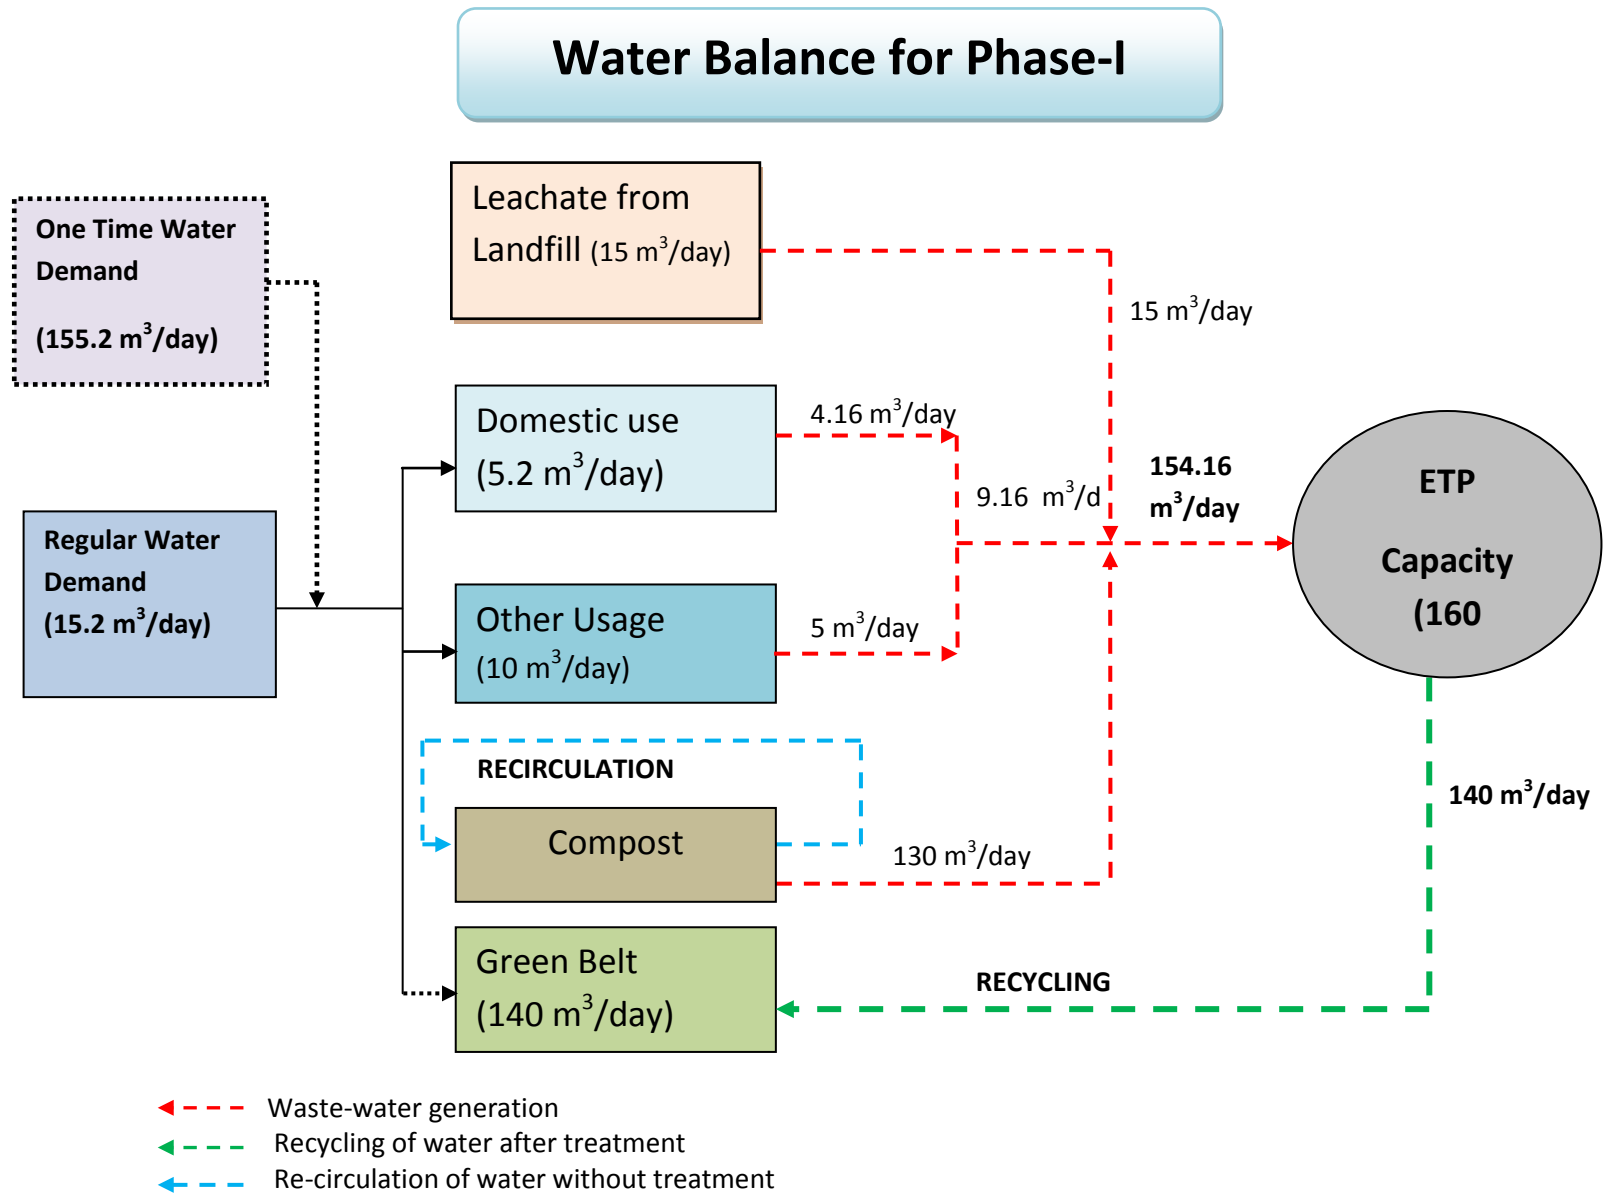 Water Balance for Phase-I
Leachate from
Landfill (15 m³/day)
One Time Water
Demand
(155.2 m³/day)
15 m³/day
Domestic use
(5.2 m³/day)
4.16 m³/day
9.16 m³/d
154.16
m³/day
ETP
Capacity
(160
Regular Water
Demand
(15.2 m³/day)
Other Usage
(10 m³/day)
5 m³/day
RECIRCULATION
Compost
130 m³/day
140 m³/day
Green Belt
(140 m³/day)
RECYCLING
Waste-water generation
Recycling of water after treatment
Re-circulation of water without treatment